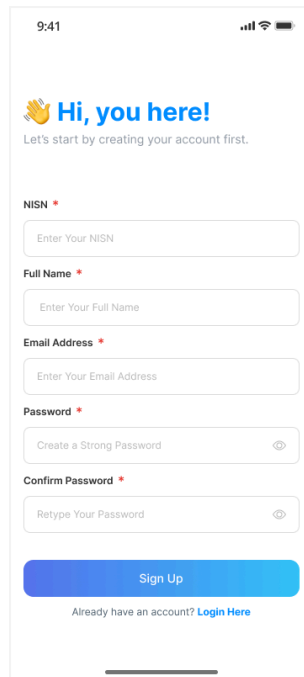 9:41
👋 Hi, you here!
Let's start by creating your account first.
NISN *
Enter Your NISN
Full Name *
Enter Your Full Name
Email Address *
Enter Your Email Address
Password *
Create a Strong Password
Confirm Password *
Retype Your Password
Sign Up
Already have an account? Login Here